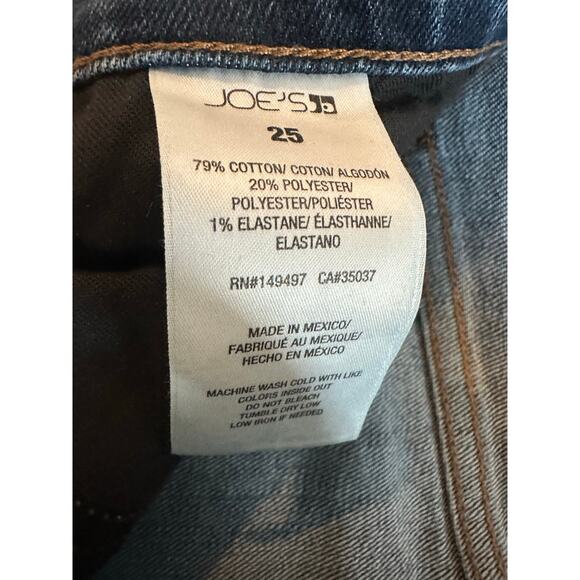 JOE'S
25
79% COTTON/ COTON/ ALGODÓN
20% POLYESTER/
POLYESTER/POLIÉSTER
1% ELASTANE/ ÉLASTHANNE/
ELASTANO
RN#149497 CA#35037
MADE IN MEXICO/
FABRIQUÉ AU MEXIQUE/
HECHO EN MÉXICO
MACHINE WASH COLD WITH LIKE
COLORS INSIDE OUT
DO NOT BLEACH
TUMBLE DRY LOW
LOW IRON IF NEEDED